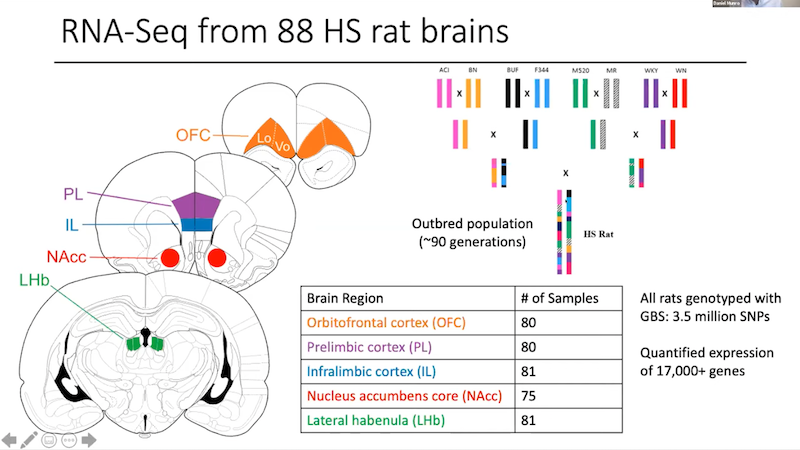 Daniel Munro
RNA-Seq from 88 HS rat brains
OFC
Lo
Vo
PL
IL
NAcc
LHb
ACI BN BUF F344 M520 MR WKY WN
x x x x
x x
x
Outbred population
(~90 generations)
HS Rat
Brain Region # of Samples
Orbitofrontal cortex (OFC) 80
Prelimbic cortex (PL) 80
Infralimbic cortex (IL) 81
Nucleus accumbens core (NAcc) 75
Lateral habenula (LHb) 81
All rats genotyped with
GBS: 3.5 million SNPs
Quantified expression
of 17,000+ genes